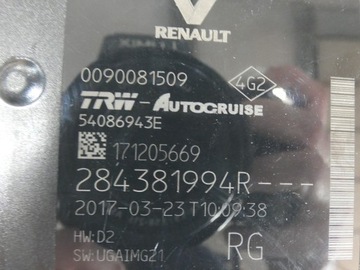 RENAULT
0090081509
4G2
TRW-AUTOCRUISE
54086943E
171205669
284381994R---
2017-03-23T10:09:38
HW:D2
RG
SW:UGAIMG21